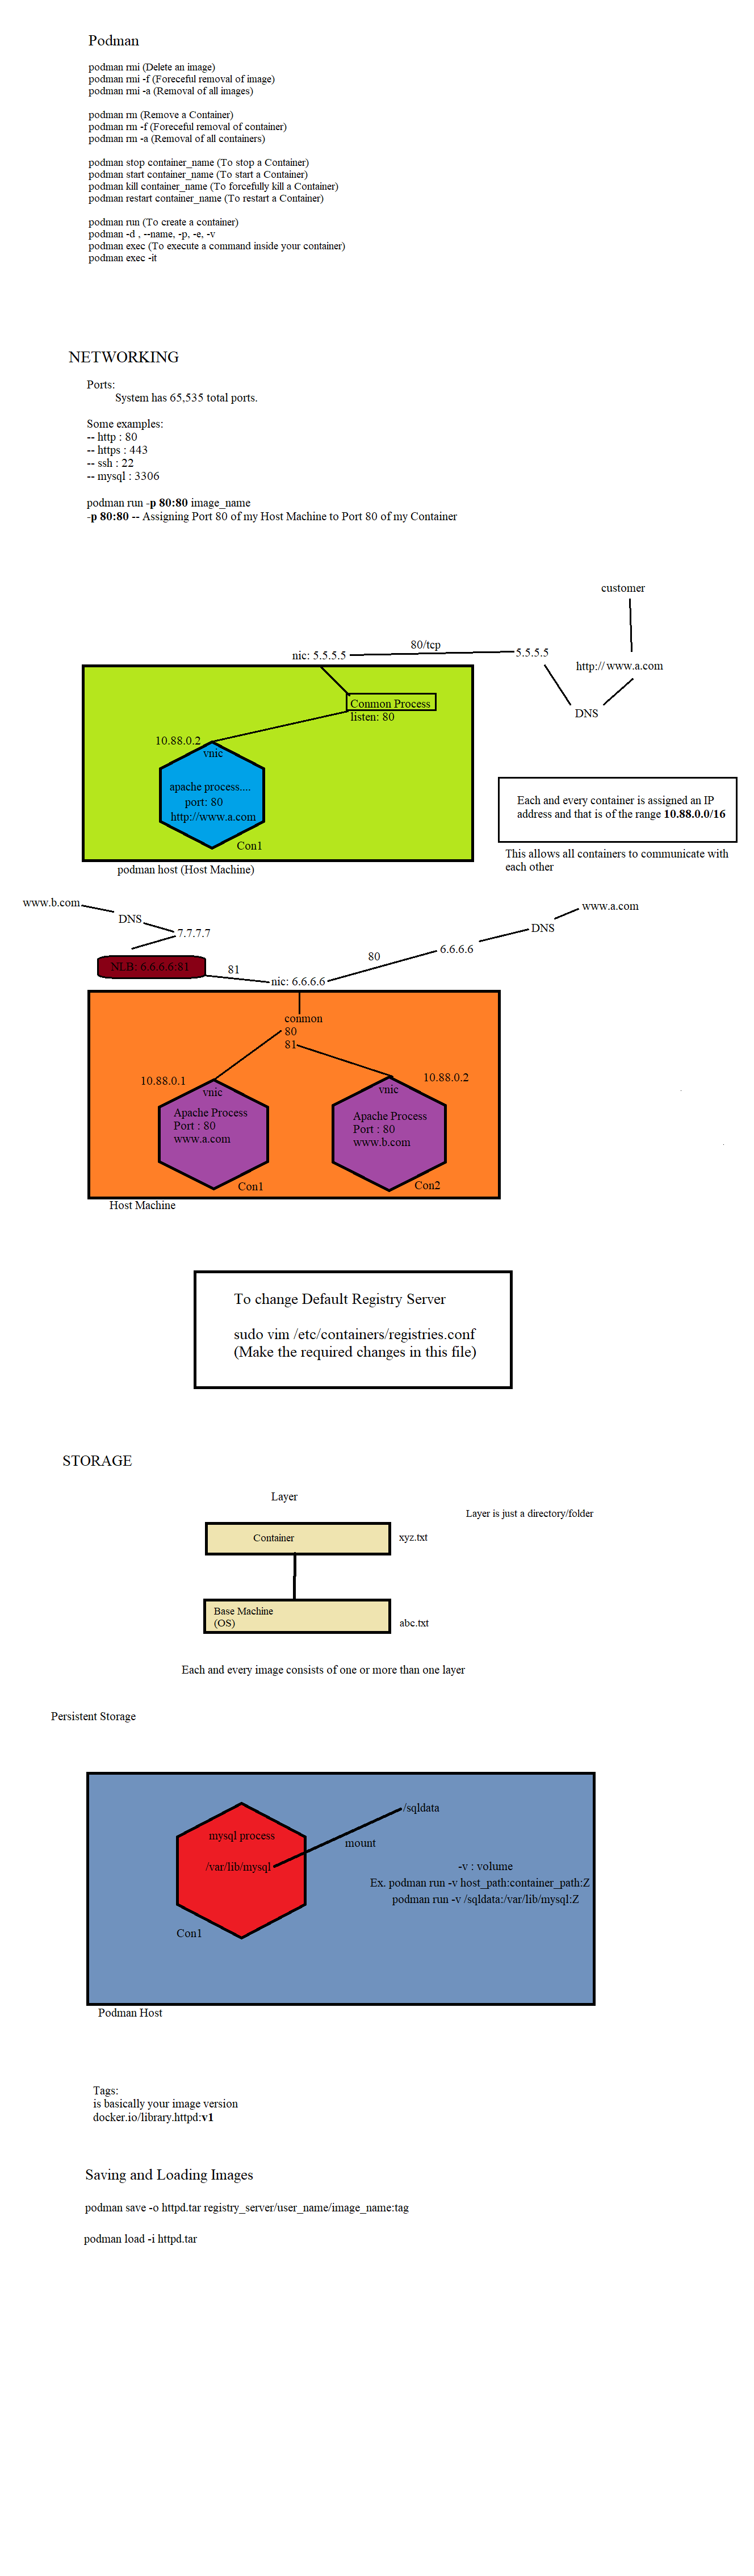 Podman
podman rmi (Delete an image)
podman rmi -f (Foreceful removal of image)
podman rmi -a (Removal of all images)
podman rm (Remove a Container)
podman rm -f (Foreceful removal of container)
podman rm -a (Removal of all containers)
podman stop container_name (To stop a Container)
podman start container_name (To start a Container)
podman kill container_name (To forcefully kill a Container)
podman restart container_name (To restart a Container)
podman run (To create a container)
podman -d , --name, -p, -e, -v
podman exec (To execute a command inside your container)
podman exec -it
NETWORKING
Ports:
System has 65,535 total ports.
Some examples:
-- http : 80
-- https : 443
-- ssh : 22
-- mysql : 3306
podman run -p 80:80 image_name
-p 80:80 -- Assigning Port 80 of my Host Machine to Port 80 of my Container
customer
80/tcp
nic: 5.5.5.5
5.5.5.5
http:// www.a.com
DNS
Conmon Process
listen: 80
10.88.0.2
vnic
apache process....
port: 80
http://www.a.com
Con1
podman host (Host Machine)
Each and every container is assigned an IP
address and that is of the range 10.88.0.0/16
This allows all containers to communicate with
each other
www.b.com
DNS
7.7.7.7
NLB: 6.6.6.6:81
81
nic: 6.6.6.6
80
6.6.6.6
DNS
www.a.com
conmon
80
81
10.88.0.1
vnic
Apache Process
Port : 80
www.a.com
Con1
10.88.0.2
vnic
Apache Process
Port : 80
www.b.com
Con2
Host Machine
To change Default Registry Server
sudo vim /etc/containers/registries.conf
(Make the required changes in this file)
STORAGE
Layer
Layer is just a directory/folder
Container
xyz.txt
Base Machine
(OS)
abc.txt
Each and every image consists of one or more than one layer
Persistent Storage
mysql process
/var/lib/mysql
Con1
/sqldata
mount
-v : volume
Ex. podman run -v host_path:container_path:Z
podman run -v /sqldata:/var/lib/mysql:Z
Podman Host
Tags:
is basically your image version
docker.io/library.httpd:v1
Saving and Loading Images
podman save -o httpd.tar registry_server/user_name/image_name:tag
podman load -i httpd.tar